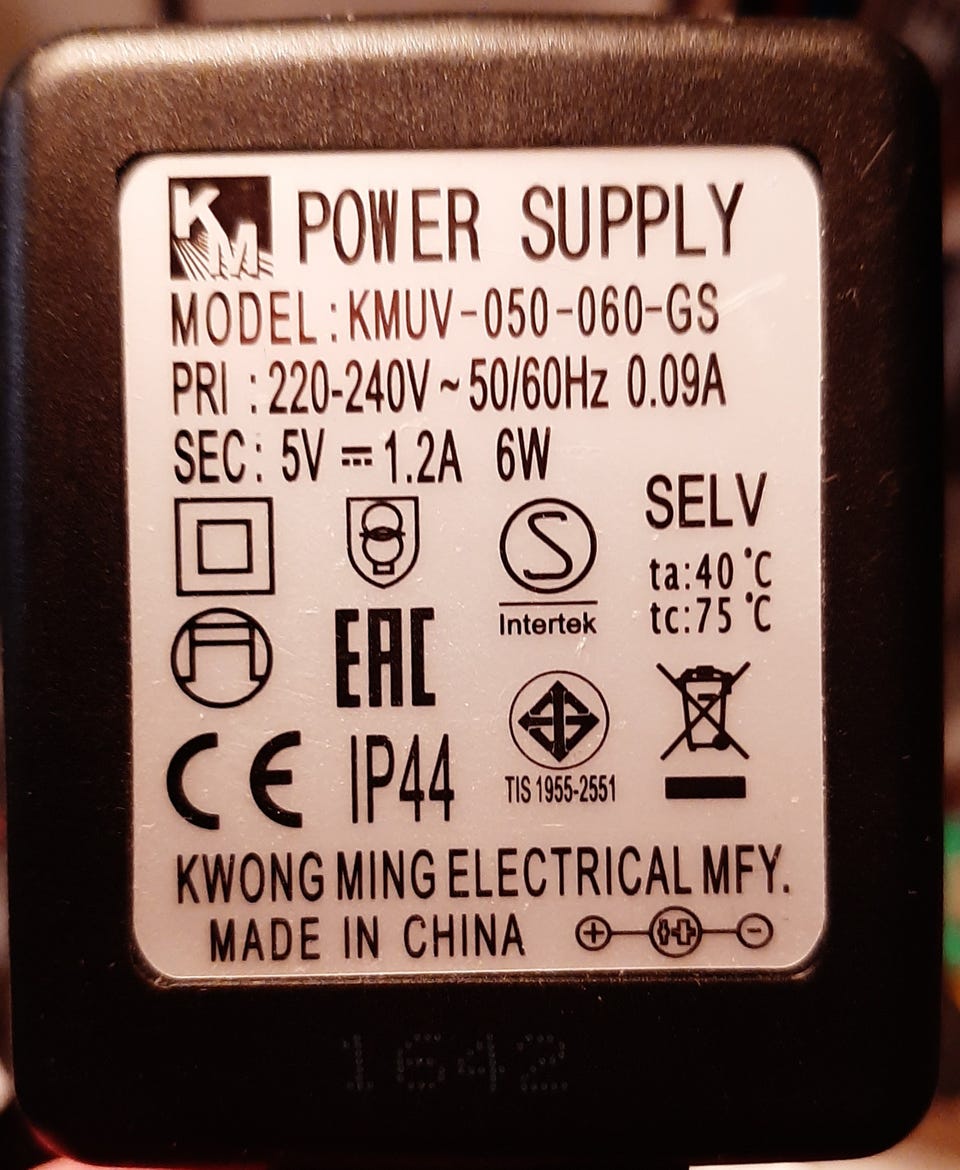 KM POWER SUPPLY
MODEL:KMUV-050-060-GS
PRI :220-240V~50/60Hz 0.09A
SEC: 5V ⎓ 1.2A 6W
SELV
ta:40°C
tc:75°C
S
Intertek
EAC
TIS 1955-2551
CE IP44
KWONG MING ELECTRICAL MFY.
MADE IN CHINA
1642